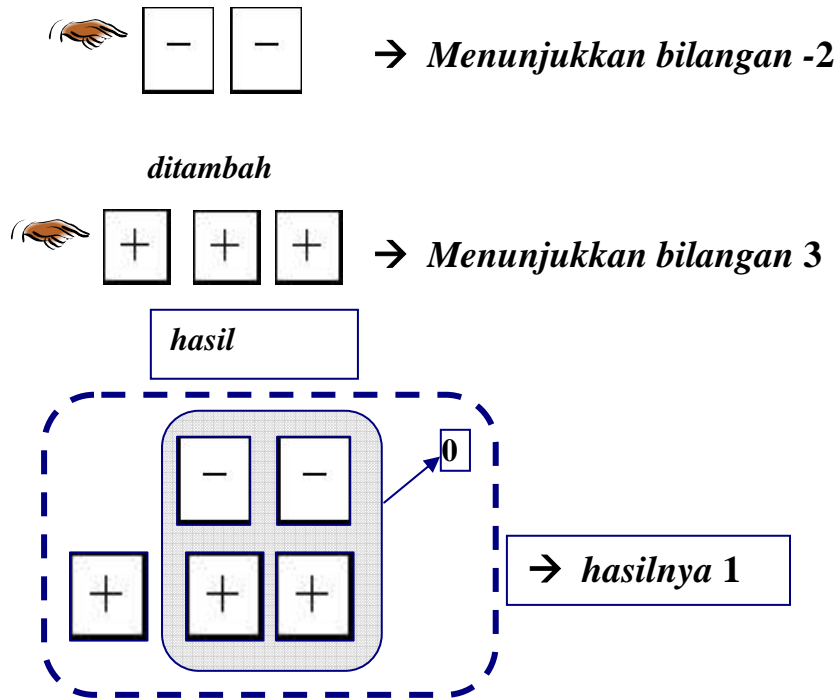 − − → Menunjukkan bilangan -2
ditambah
+ + + → Menunjukkan bilangan 3
hasil
− − 0
+ + + → hasilnya 1